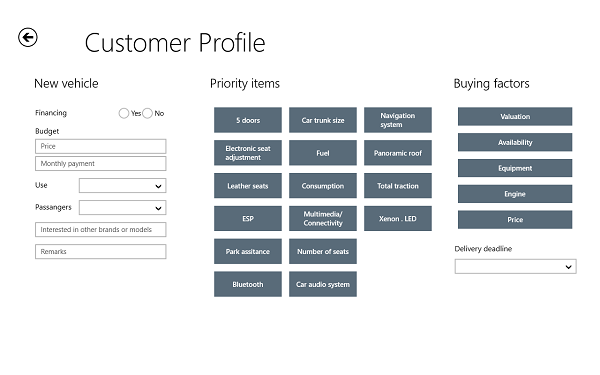 Customer Profile
New vehicle
Financing
Yes
No
Budget
Price
Monthly payment
Use
Passangers
Interested in other brands or models
Remarks
Priority items
5 doors
Car trunk size
Navigation
system
Electronic seat
adjustment
Fuel
Panoramic roof
Leather seats
Consumption
Total traction
ESP
Multimedia/
Connectivity
Xenon . LED
Park assitance
Number of seats
Bluetooth
Car audio system
Buying factors
Valuation
Availability
Equipment
Engine
Price
Delivery deadline